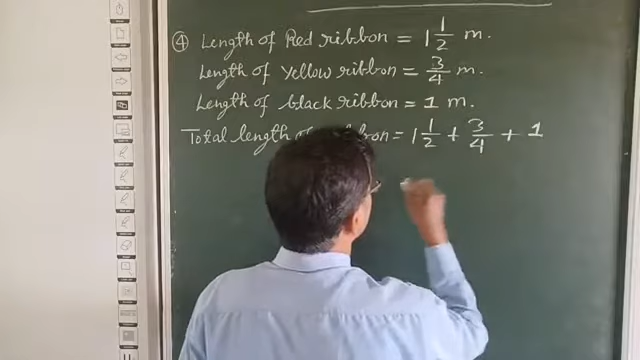 ④ Length of Red ribbon = 1 1/2 m.
Length of yellow ribbon = 3/4 m.
Length of black ribbon = 1 m.
Total length of = 1 1/2 + 3/4 + 1